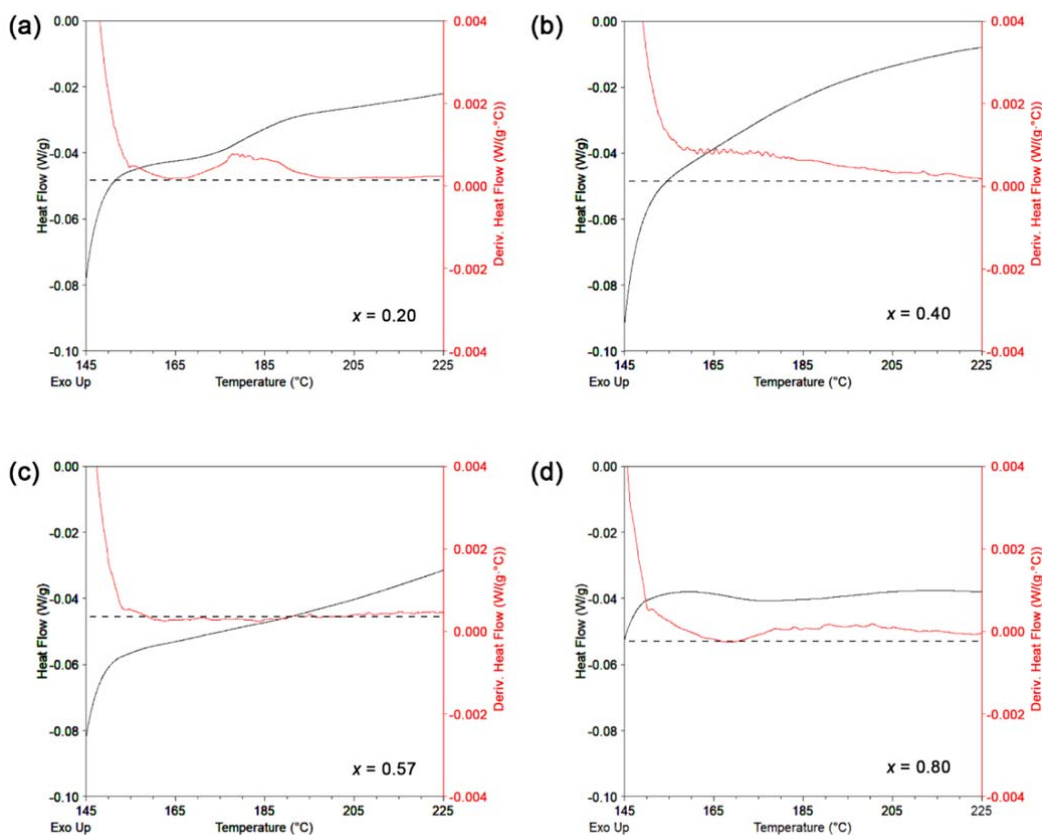 (a)
0.00
-0.02
-0.04
-0.06
-0.08
-0.10
Heat Flow (W/g)
0.004
0.002
0.000
-0.002
-0.004
Deriv. Heat Flow (W/(g·°C))
x = 0.20
145 165 185 205 225
Exo Up Temperature (°C)
(b)
0.00
-0.02
-0.04
-0.06
-0.08
-0.10
Heat Flow (W/g)
0.004
0.002
0.000
-0.002
-0.004
Deriv. Heat Flow (W/(g·°C))
x = 0.40
145 165 185 205 225
Exo Up Temperature (°C)
(c)
0.00
-0.02
-0.04
-0.06
-0.08
-0.10
Heat Flow (W/g)
0.004
0.002
0.000
-0.002
-0.004
Deriv. Heat Flow (W/(g·°C))
x = 0.57
145 165 185 205 225
Exo Up Temperature (°C)
(d)
0.00
-0.02
-0.04
-0.06
-0.08
-0.10
Heat Flow (W/g)
0.004
0.002
0.000
-0.002
-0.004
Deriv. Heat Flow (W/(g·°C))
x = 0.80
145 165 185 205 225
Exo Up Temperature (°C)